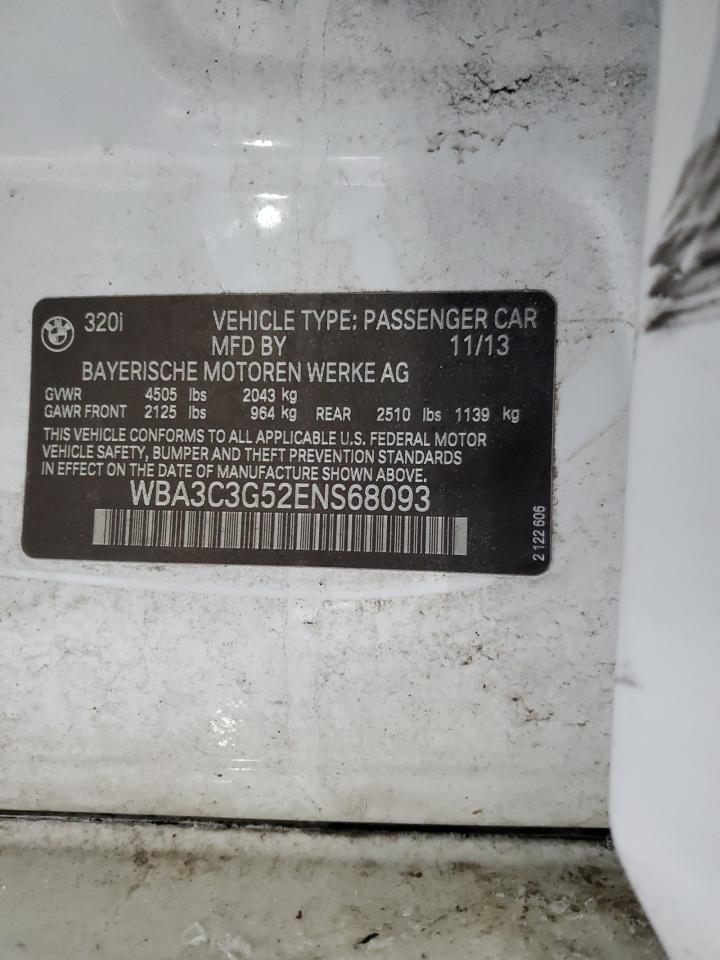 BMW 320i VEHICLE TYPE: PASSENGER CAR
MFD BY 11/13
BAYERISCHE MOTOREN WERKE AG
GVWR 4505 lbs 2043 kg
GAWR FRONT 2125 lbs 964 kg REAR 2510 lbs 1139 kg
THIS VEHICLE CONFORMS TO ALL APPLICABLE U.S. FEDERAL MOTOR
VEHICLE SAFETY, BUMPER AND THEFT PREVENTION STANDARDS
IN EFFECT ON THE DATE OF MANUFACTURE SHOWN ABOVE.
WBA3C3G52ENS68093
2 122 606